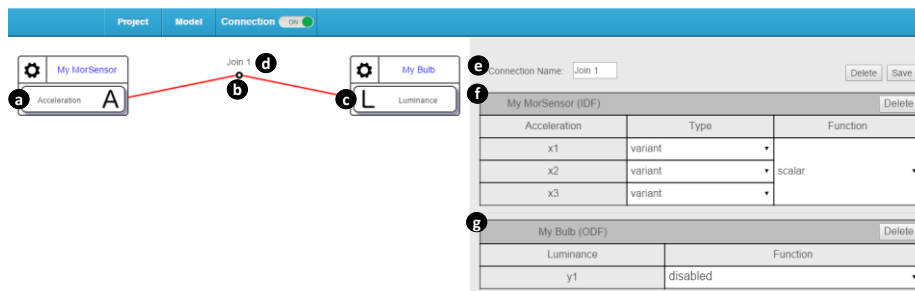 Project Model Connection ON
Join 1 d
My MorSensor
b
My Bulb
a Acceleration A
c L Luminance
e Connection Name: Join 1 Delete Save
f My MorSensor (IDF) Delete
Acceleration Type Function
x1 variant
x2 variant scalar
x3 variant
g My Bulb (ODF) Delete
Luminance Function
y1 disabled